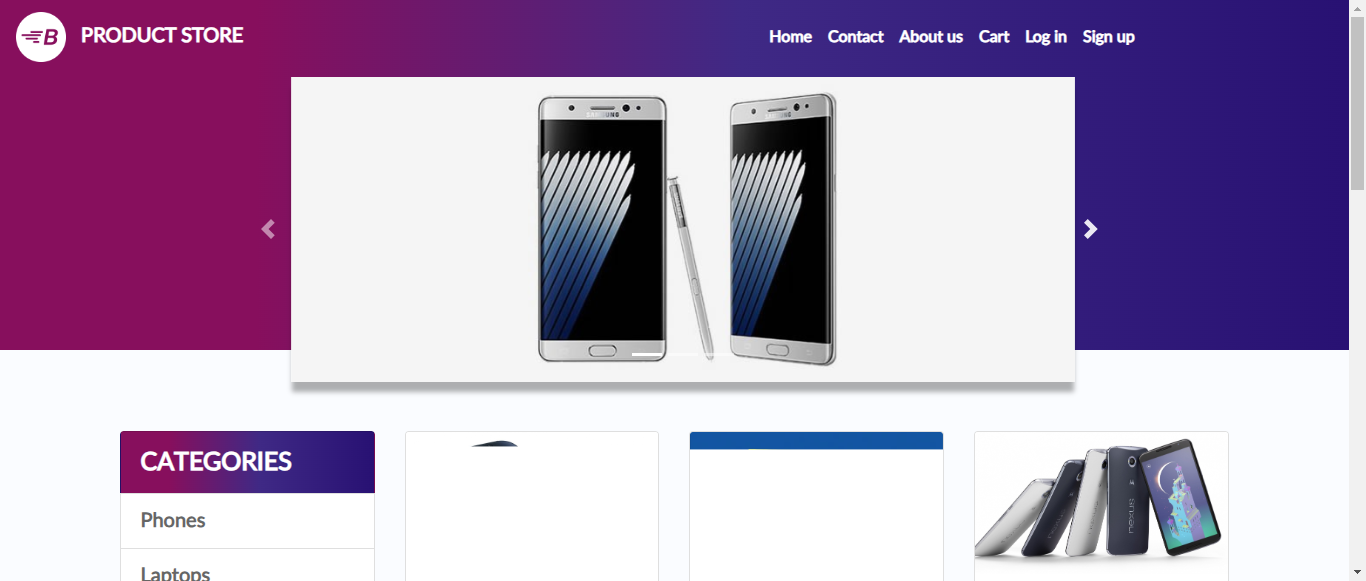 B
PRODUCT STORE
Home Contact About us Cart Log in Sign up
SAMSUNG
SAMSUNG
CATEGORIES
Phones
Laptops
nexus